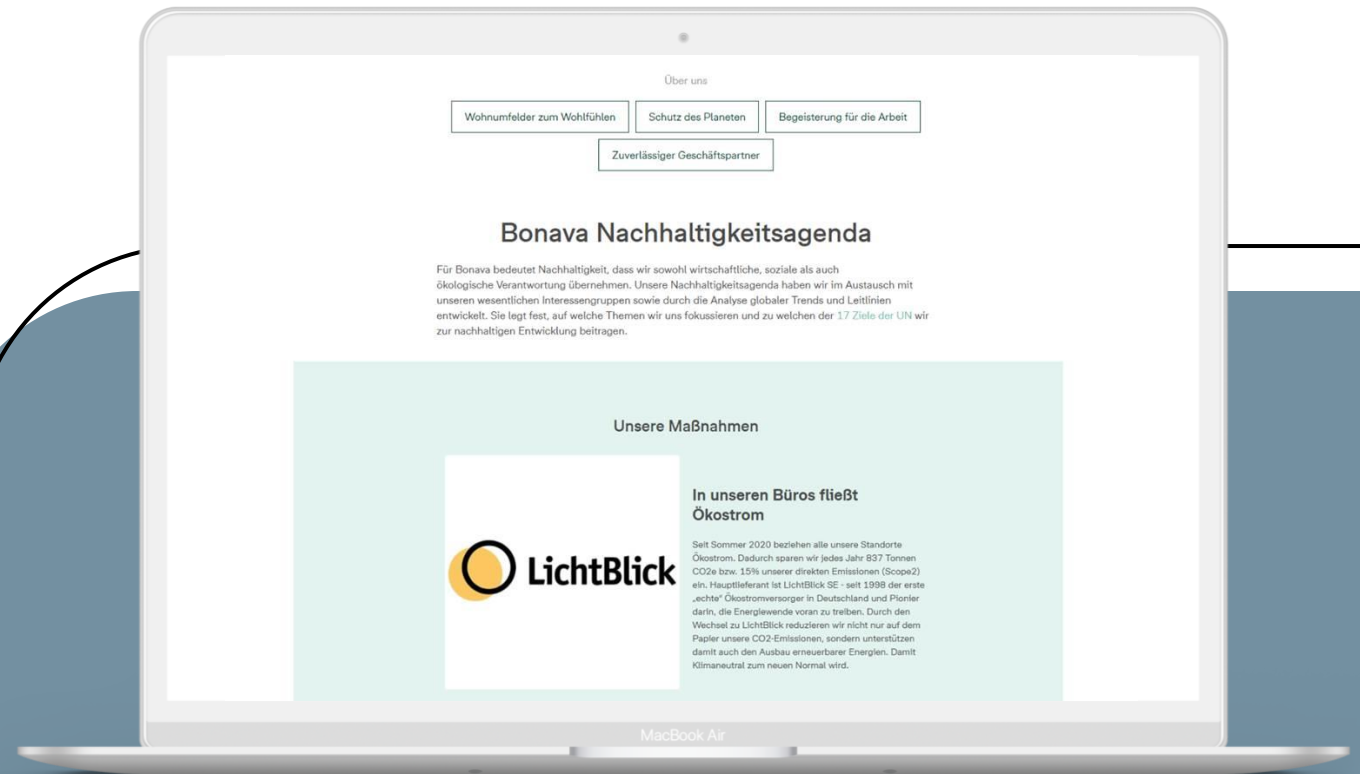 Über uns
Wohnumfelder zum Wohlfühlen
Schutz des Planeten
Begeisterung für die Arbeit
Zuverlässiger Geschäftspartner
Bonava Nachhaltigkeitsagenda
Für Bonava bedeutet Nachhaltigkeit, dass wir sowohl wirtschaftliche, soziale als auch
ökologische Verantwortung übernehmen. Unsere Nachhaltigkeitsagenda haben wir im Austausch mit
unseren wesentlichen Interessengruppen sowie durch die Analyse globaler Trends und Leitlinien
entwickelt. Sie legt fest, auf welche Themen wir uns fokussieren und zu welchen der 17 Ziele der UN wir
zur nachhaltigen Entwicklung beitragen.
Unsere Maßnahmen
LichtBlick
In unseren Büros fließt
Ökostrom
Seit Sommer 2020 beziehen alle unsere Standorte
Ökostrom. Dadurch sparen wir jedes Jahr 837 Tonnen
CO2e bzw. 15% unserer direkten Emissionen (Scope2)
ein. Hauptlieferant ist LichtBlick SE - seit 1998 der erste
„echte“ Ökostromversorger in Deutschland und Pionier
darin, die Energiewende voran zu treiben. Durch den
Wechsel zu LichtBlick reduzieren wir nicht nur auf dem
Papier unsere CO2-Emissionen, sondern unterstützen
damit auch den Ausbau erneuerbarer Energien. Damit
Klimaneutral zum neuen Normal wird.
MacBook Air